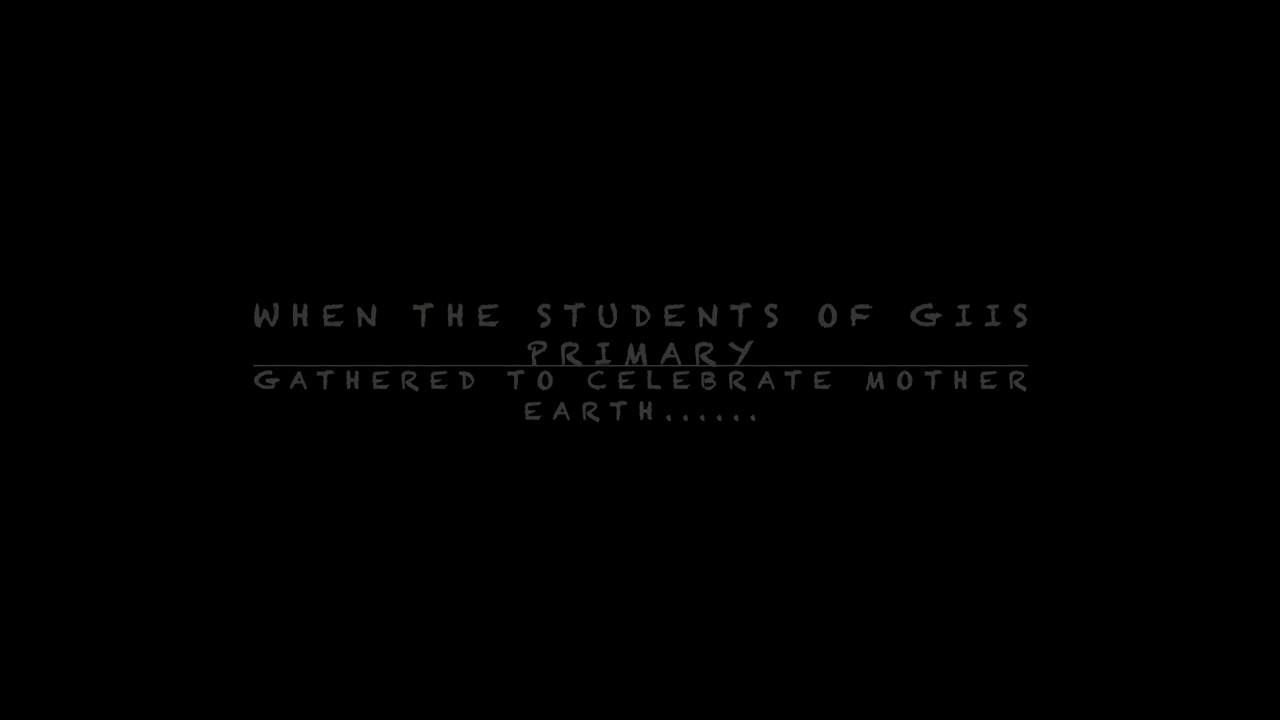 WHEN THE STUDENTS OF GIIS
PRIMARY
GATHERED TO CELEBRATE MOTHER
EARTH......